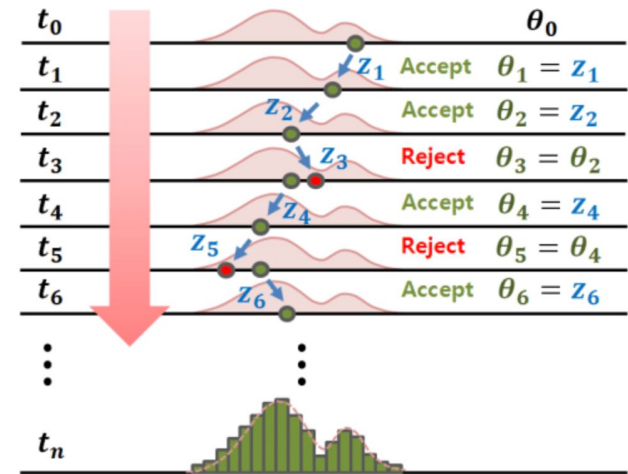 t₀ θ₀
t₁ z₁ Accept θ₁ = z₁
t₂ z₂ Accept θ₂ = z₂
t₃ z₃ Reject θ₃ = θ₂
t₄ z₄ Accept θ₄ = z₄
t₅ z₅ Reject θ₅ = θ₄
t₆ z₆ Accept θ₆ = z₆
⋮ ⋮
tₙ